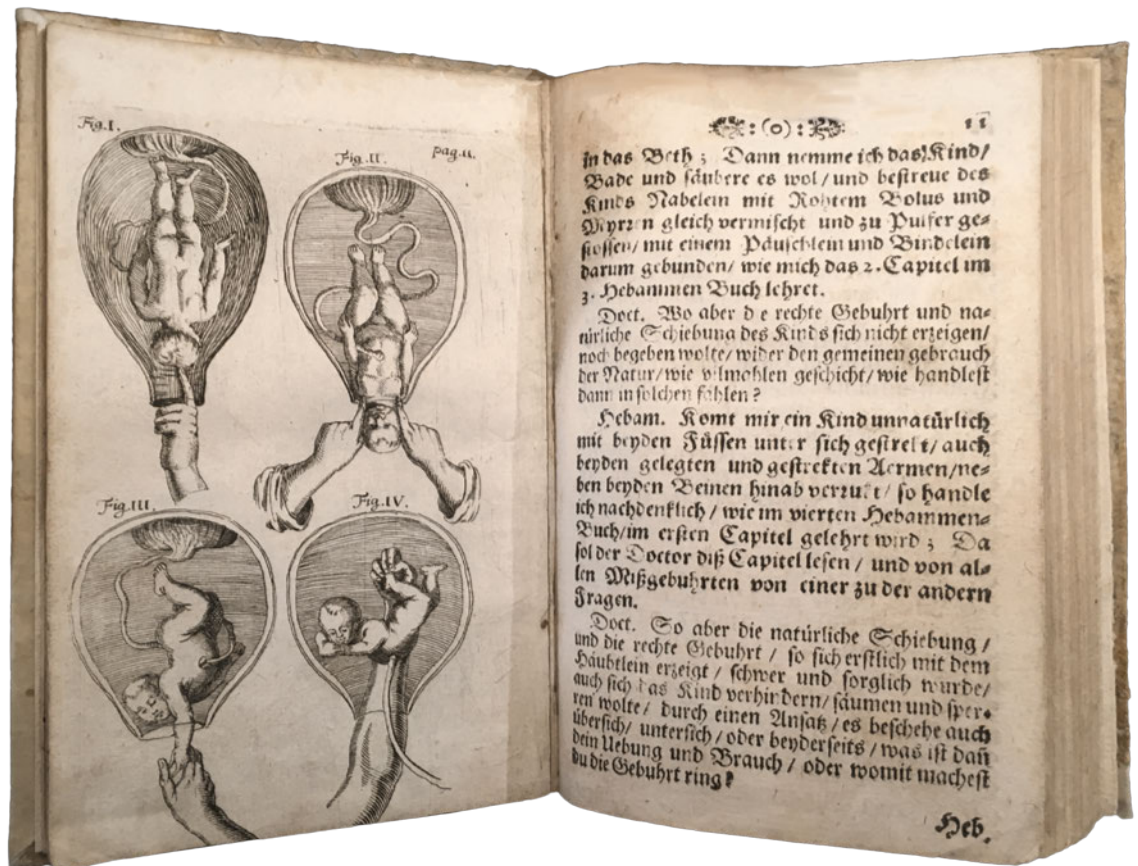 Fig. I.
Fig. II.
pag. 11.
Fig. III.
Fig. IV.
:(o):
11
in das Beth; Dann nemme ich das Kind/
Bade und säubere es wol/ und bestreue des
Kinds Nabelein mit Rohtem Bolus und
Myrren gleich vermischt und zu Pulfer ge=
stossen/ mit einem Päuschlein und Bindelein
darum gebunden/ wie mich das 2. Capitel im
3. Hebammen Buch lehret.
Doct. Wo aber die rechte Gebuhrt und na=
türliche Schiebung des Kinds sich nicht erzeigen/
noch begeben wolte/ wider den gemeinen gebrauch
der Natur/ wie vilmahlen geschicht/ wie handlest
dann in solchen fählen?
Hebam. Komt mir ein Kind unnatürlich
mit beyden Füssen unter sich gestrekt/ auch
beyden gelegten und gestrekten Aermen/ ne=
ben beyden Beinen hinab verrukt/ so handle
ich nachdenklich/ wie im vierten Hebammen=
Buch/ im ersten Capitel gelehrt wird; Da
sol der Doctor diß Capitel lesen/ und von al=
len Mißgebuhrten von einer zu der andern
Fragen.
Doct. So aber die natürliche Schiebung/
und die rechte Gebuhrt/ so sich erstlich mit dem
Häubtlein erzeigt/ schwer und sorglich wurde/
auch sich das Kind verhindern/ säumen und sper=
ren wolte/ durch einen Ansatz/ es beschehe auch
übersich/ untersich/ oder beyderseits/ was ist dañ
dein Uebung und Brauch/ oder womit machest
du die Gebuhrt ring?
Heb.